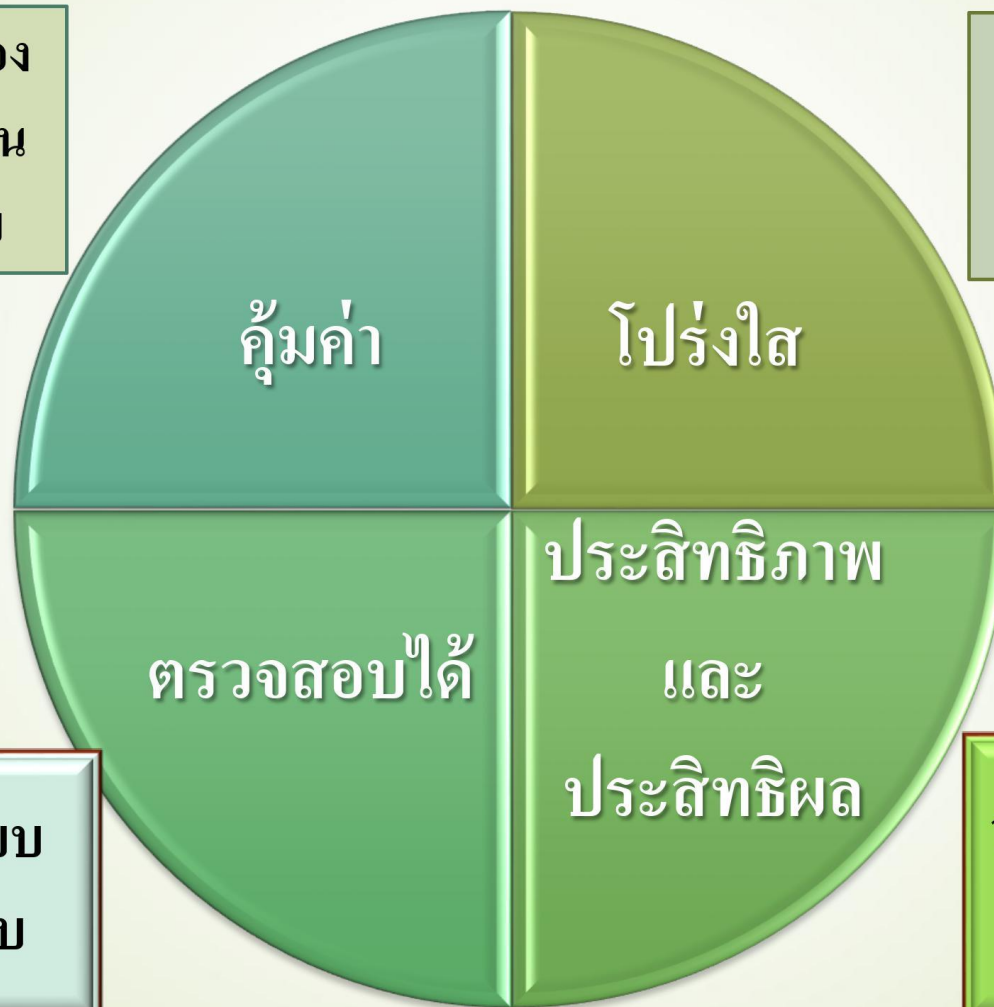 คุ้มค่า
โปร่งใส
ตรวจสอบได้
ประสิทธิภาพ
และ
ประสิทธิผล